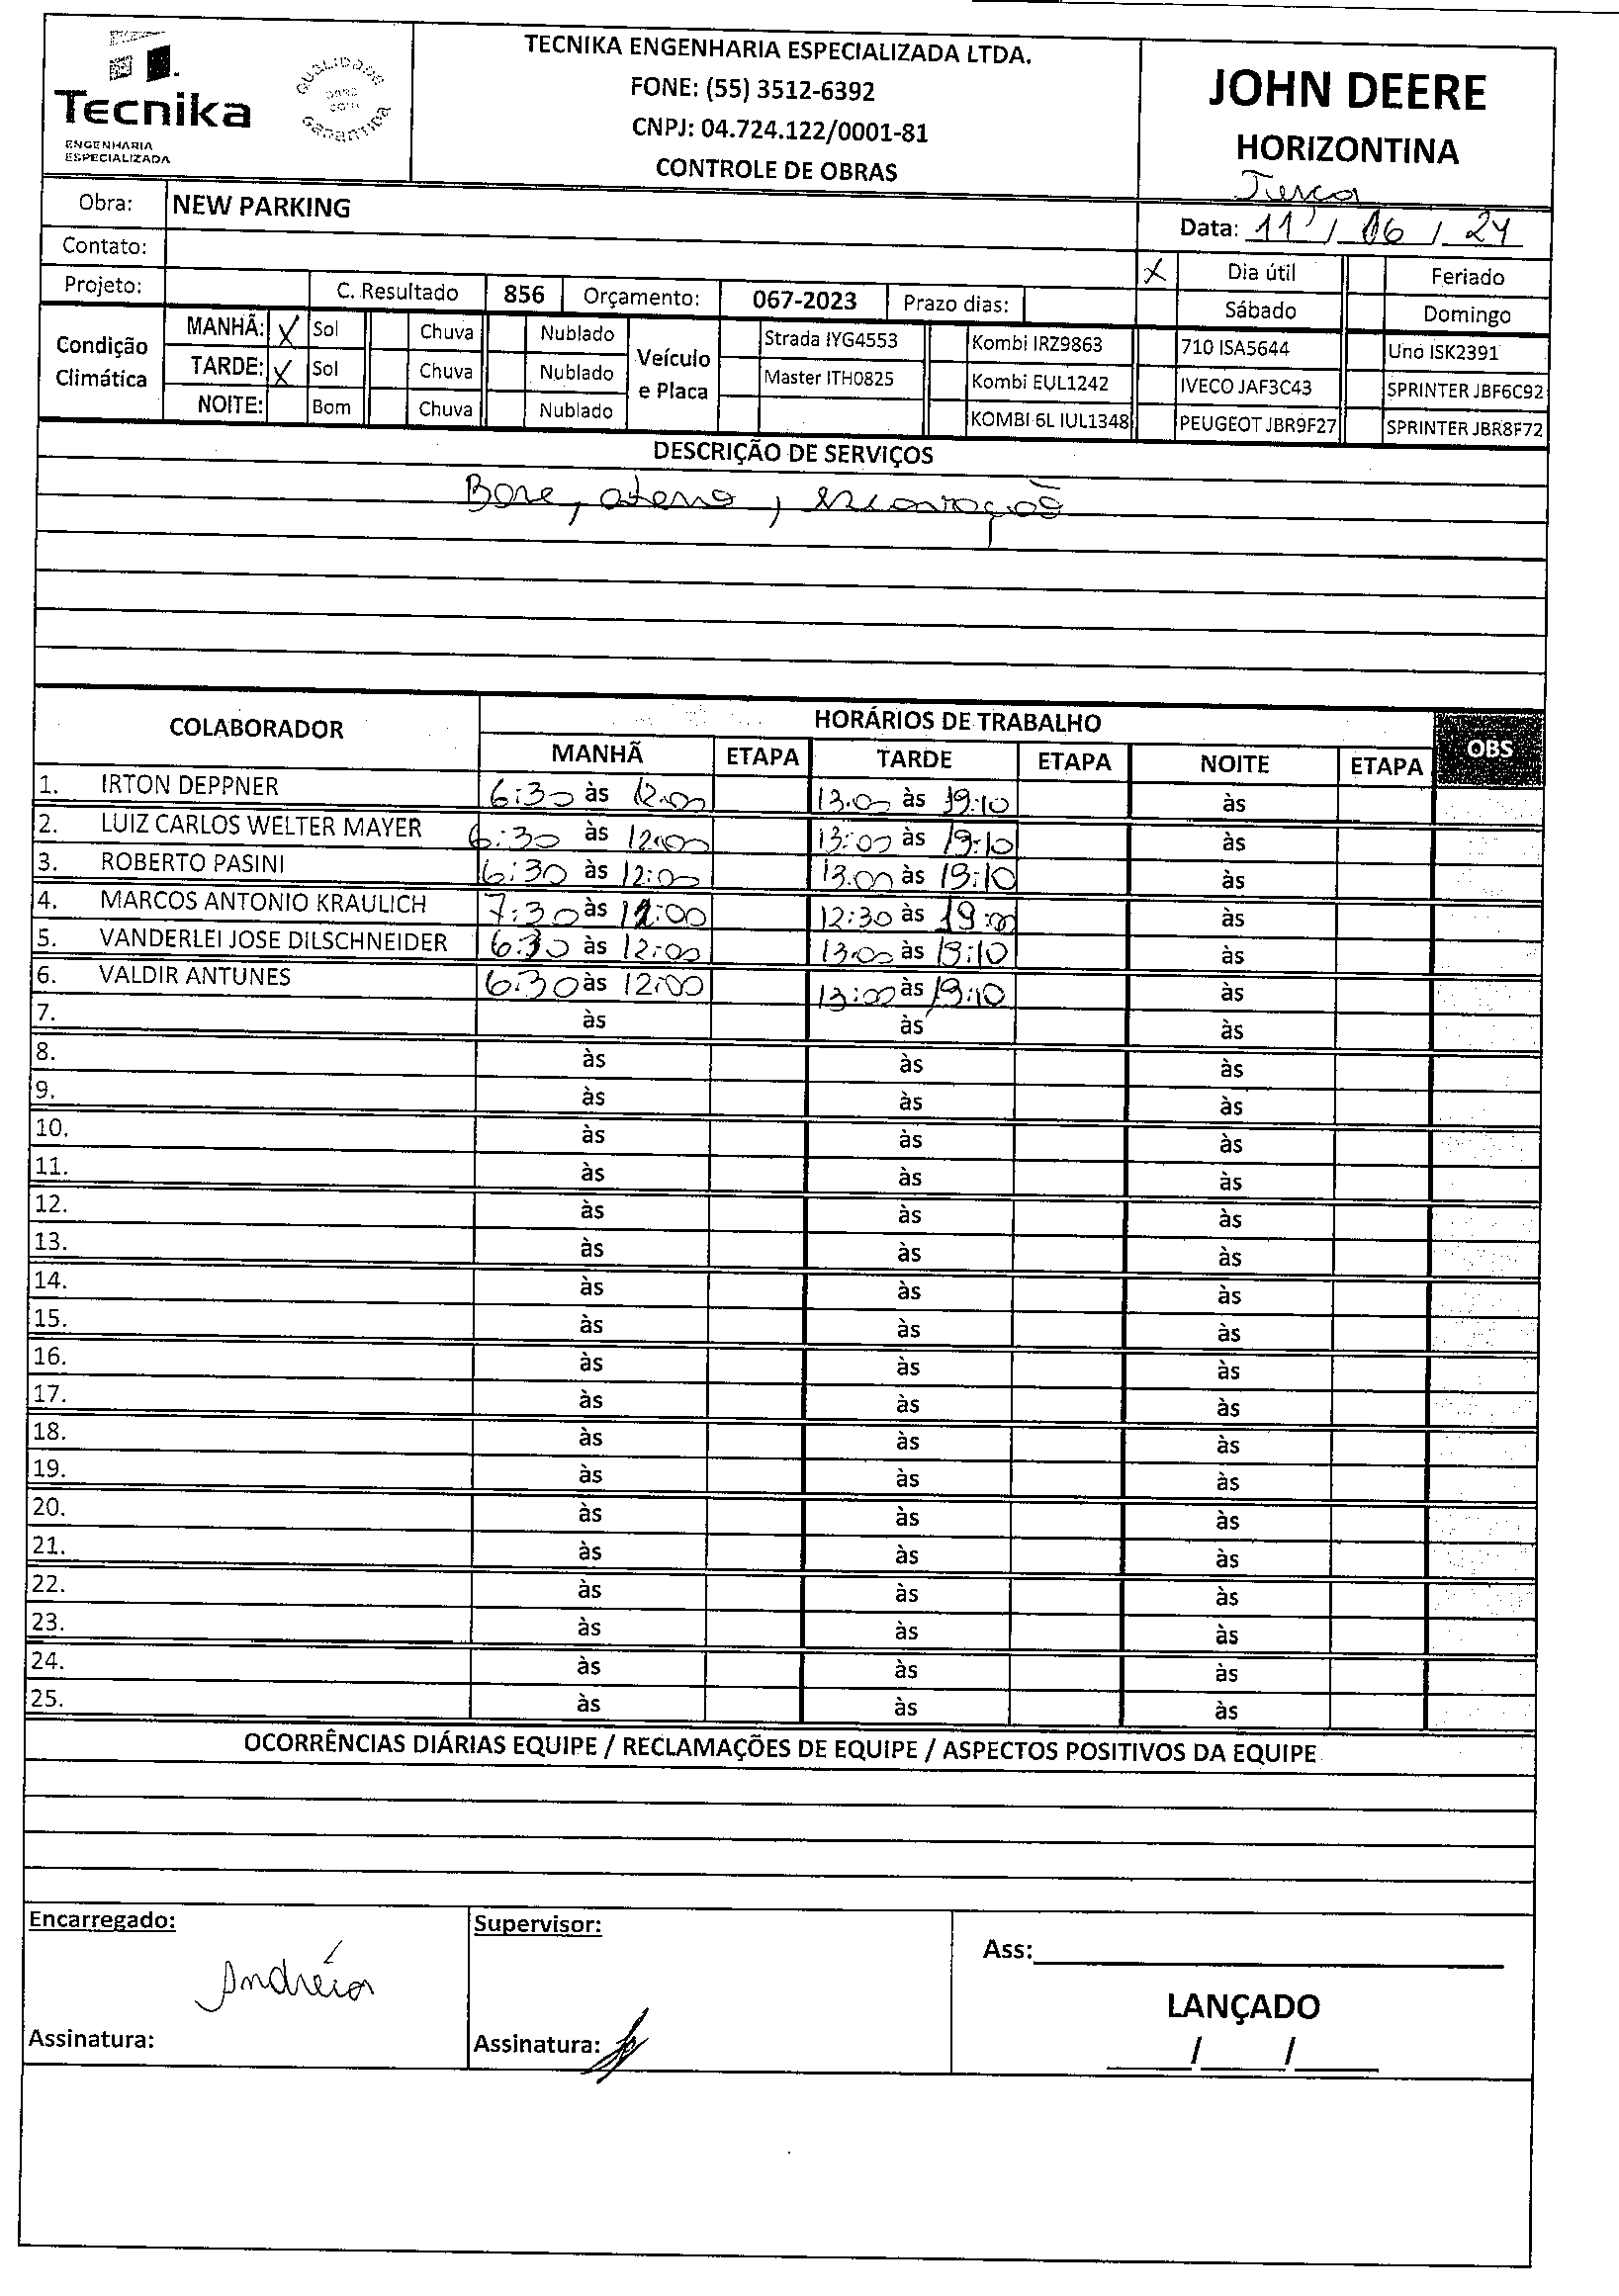 Tecnika
ENGENHARIA
ESPECIALIZADA
QUALIDADE
com
Garantida
TECNIKA ENGENHARIA ESPECIALIZADA LTDA.
FONE: (55) 3512-6392
CNPJ: 04.724.122/0001-81
CONTROLE DE OBRAS
JOHN DEERE
HORIZONTINA
Terça
Obra: NEW PARKING
Data: 11 / 06 / 24
Contato:
X Dia útil Feriado
Projeto: C. Resultado 856 Orçamento: 067-2023 Prazo dias: Sábado Domingo
Condição Climática
MANHÃ: X Sol Chuva Nublado
TARDE: X Sol Chuva Nublado
NOITE: Bom Chuva Nublado
Veículo e Placa
Strada IYG4553 Kombi IRZ9863 710 ISA5644 Uno ISK2391
Master ITH0825 Kombi EUL1242 IVECO JAF3C43 SPRINTER JBF6C92
KOMBI 6L IUL1348 PEUGEOT JBR9F27 SPRINTER JBR8F72
DESCRIÇÃO DE SERVIÇOS
Base, aterro, escavação
COLABORADOR HORÁRIOS DE TRABALHO OBS
MANHÃ ETAPA TARDE ETAPA NOITE ETAPA
1. IRTON DEPPNER 6:30 às 12:00 13:00 às 19:10 às
2. LUIZ CARLOS WELTER MAYER 6:30 às 12:00 13:00 às 19:10 às
3. ROBERTO PASINI 6:30 às 12:00 13:00 às 19:10 às
4. MARCOS ANTONIO KRAULICH 7:30 às 12:00 12:30 às 19:00 às
5. VANDERLEI JOSE DILSCHNEIDER 6:30 às 12:00 13:00 às 19:10 às
6. VALDIR ANTUNES 6:30 às 12:00 13:00 às 19:10 às
7. às às às
8. às às às
9. às às às
10. às às às
11. às às às
12. às às às
13. às às às
14. às às às
15. às às às
16. às às às
17. às às às
18. às às às
19. às às às
20. às às às
21. às às às
22. às às às
23. às às às
24. às às às
25. às às às
OCORRÊNCIAS DIÁRIAS EQUIPE / RECLAMAÇÕES DE EQUIPE / ASPECTOS POSITIVOS DA EQUIPE
Encarregado: Supervisor:
Ass:
Andréia
LANÇADO
Assinatura: Assinatura:
/ /